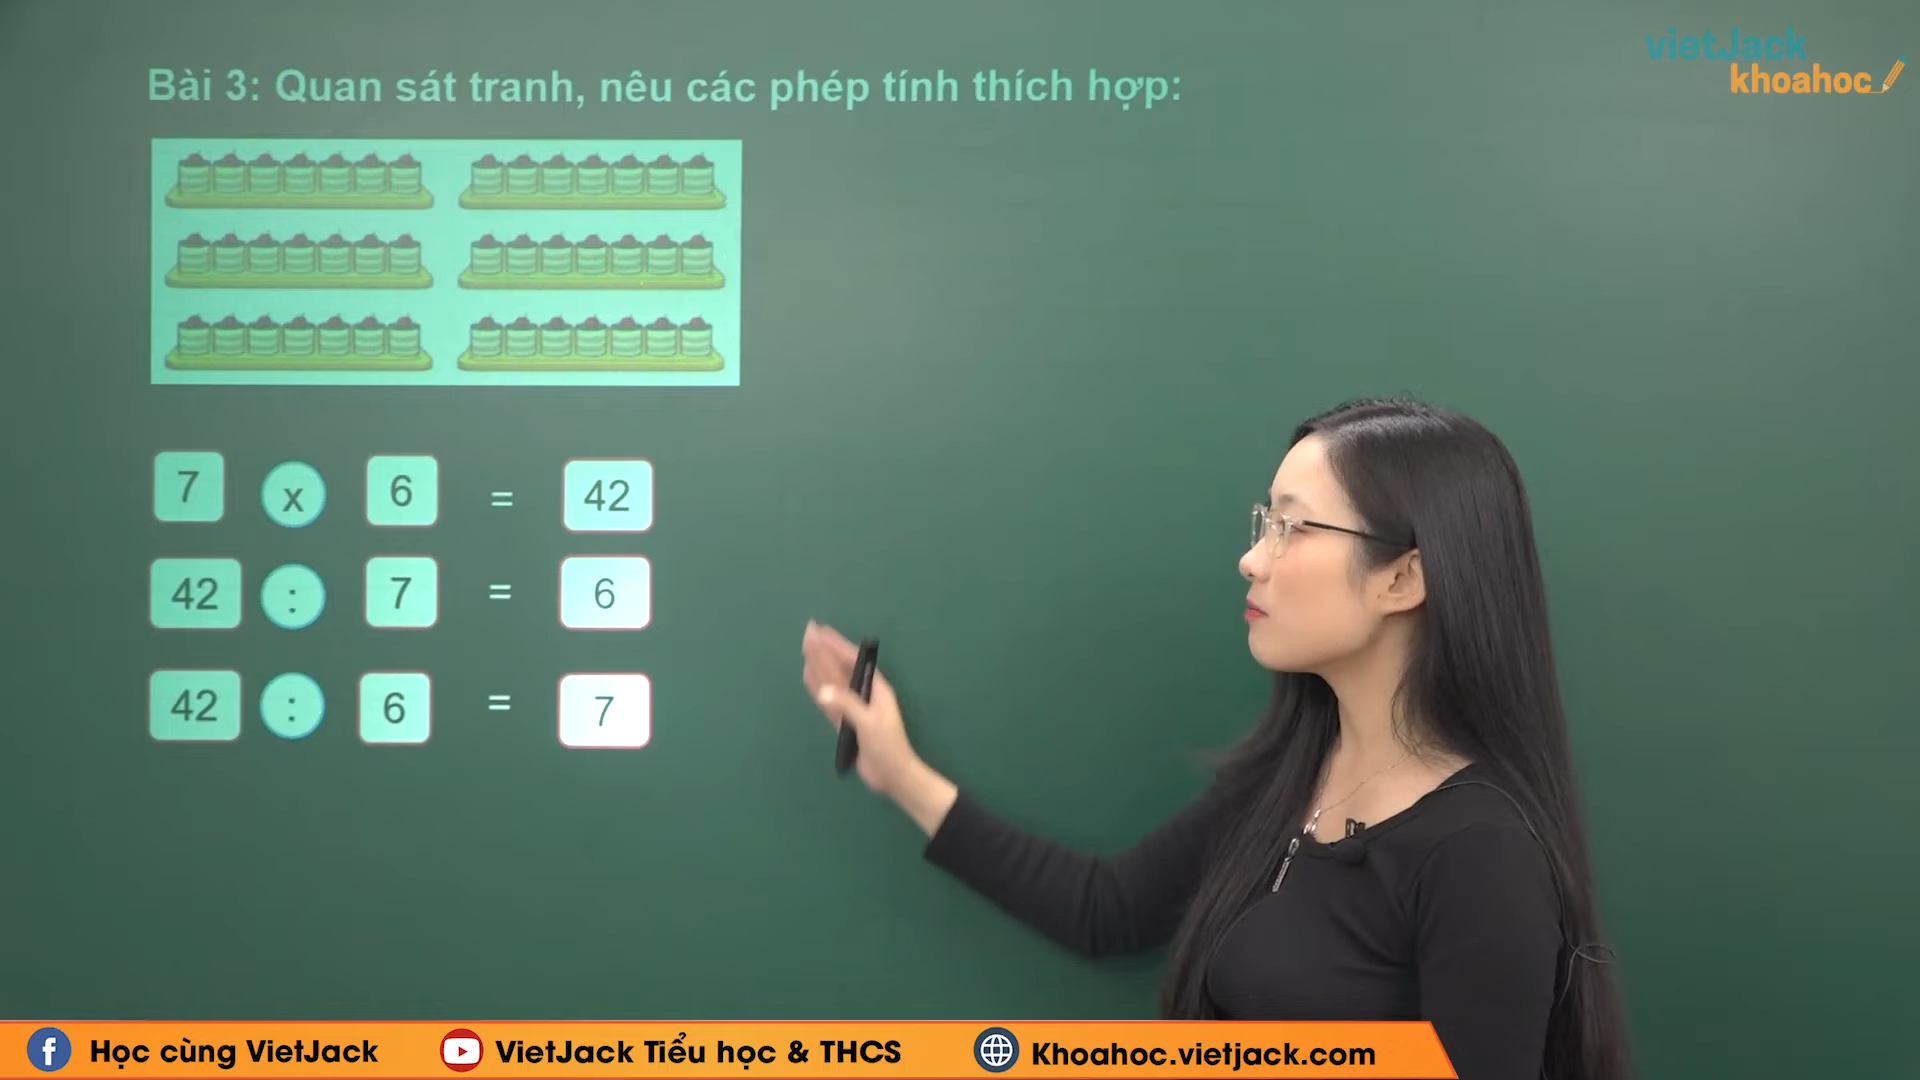 vietJack
khoahoc
Bài 3: Quan sát tranh, nêu các phép tính thích hợp:
7 x 6 = 42
42 : 7 = 6
42 : 6 = 7
Học cùng VietJack
VietJack Tiểu học & THCS
Khoahoc.vietjack.com